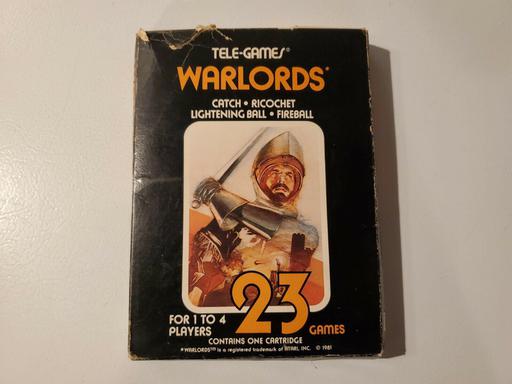 TELE-GAMES®
WARLORDS*
CATCH • RICOCHET
LIGHTENING BALL • FIREBALL
FOR 1 TO 4
PLAYERS
23 GAMES
CONTAINS ONE CARTRIDGE
* WARLORDS™ is a registered trademark of ATARI, INC. © 1981